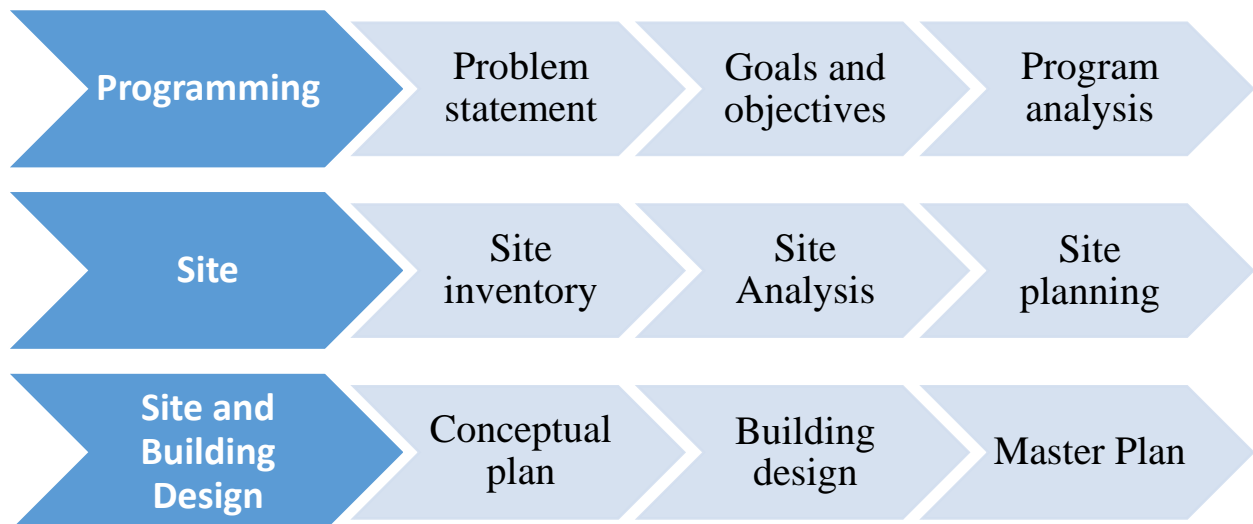 Programming
Problem
statement
Goals and
objectives
Program
analysis
Site
Site
inventory
Site
Analysis
Site
planning
Site and
Building
Design
Conceptual
plan
Building
design
Master Plan